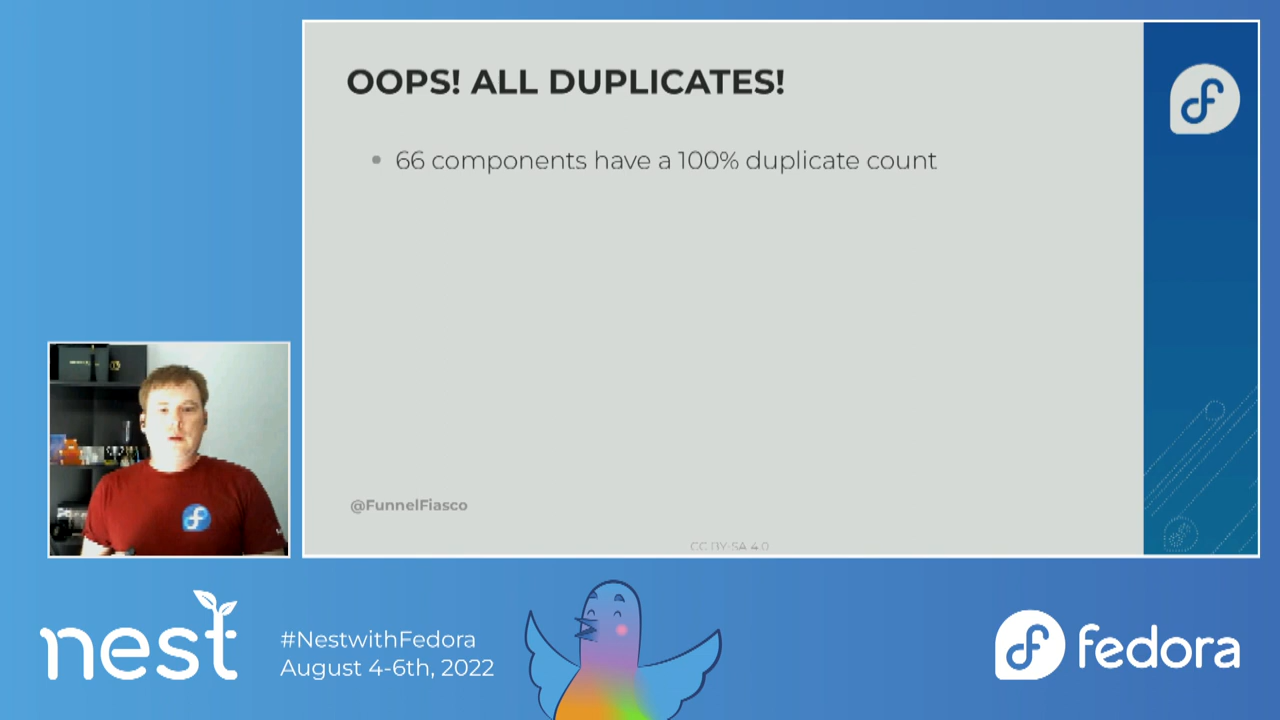 OOPS! ALL DUPLICATES!
66 components have a 100% duplicate count
@FunnelFiasco
CC BY-SA 4.0
nest
#NestwithFedora
August 4-6th, 2022
fedora